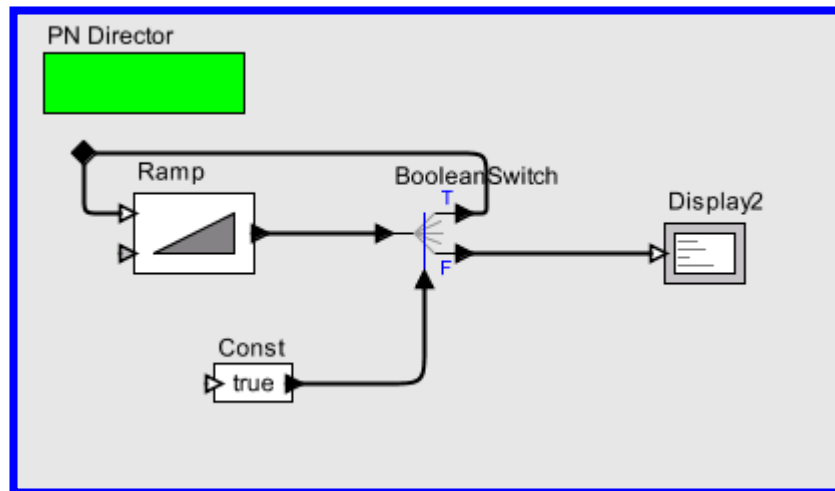 PN Director
Ramp
BooleanSwitch
T
Display2
F
Const
true